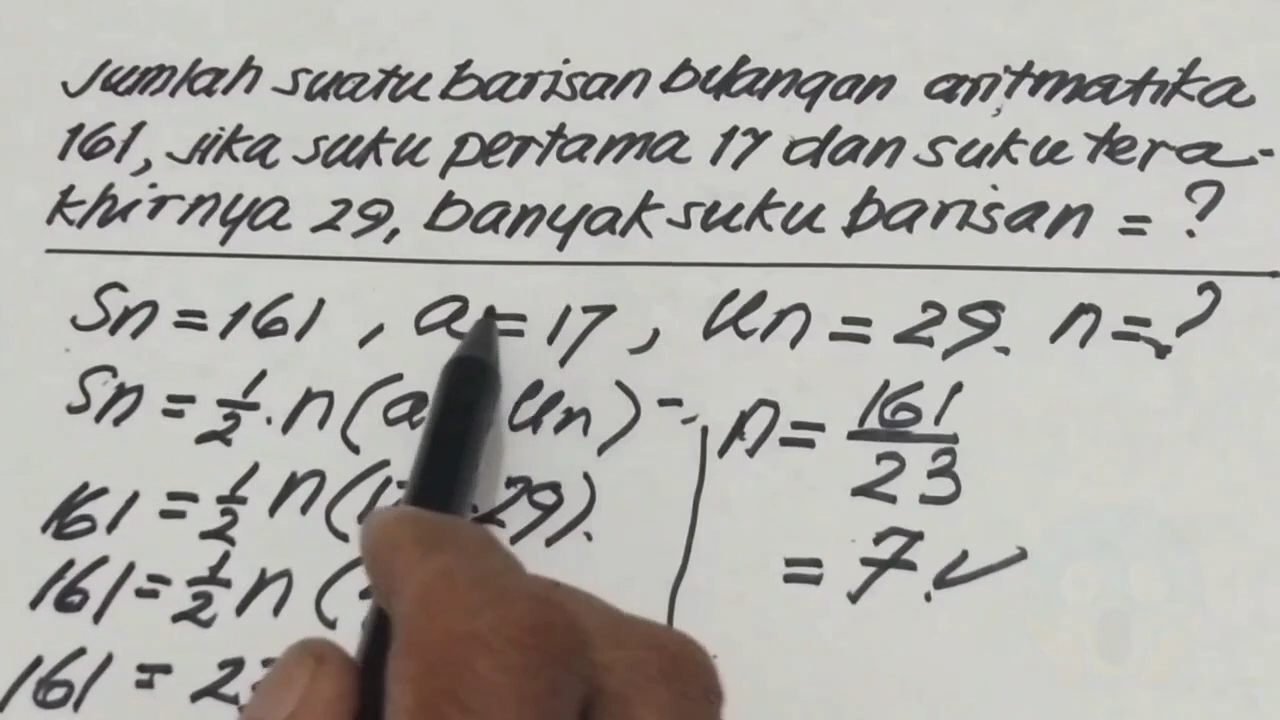 Jumlah suatu barisan bilangan aritmatika
161, jika suku pertama 17 dan suku tera-
khirnya 29, banyak suku barisan = ?
Sn = 161 , a = 17 , Un = 29. n = ?
Sn = 1/2 . n (a Un)
161 = 1/2 n ( 29).
161 = 1/2 n (
161 =
n = 161/23
= 7. ✓